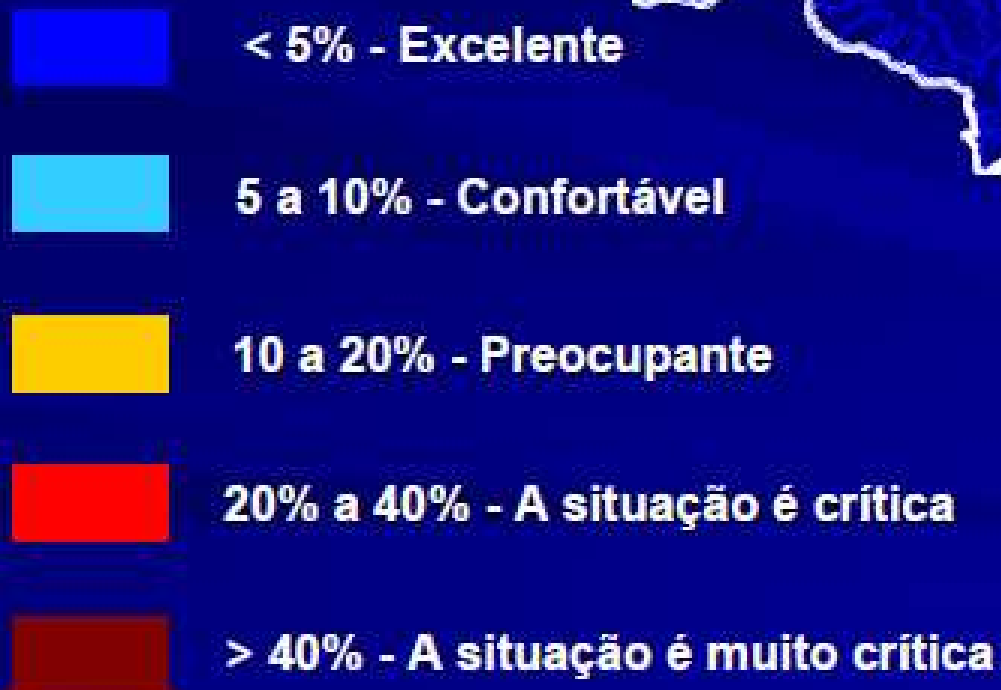 < 5% - Excelente
5 a 10% - Confortável
10 a 20% - Preocupante
20% a 40% - A situação é crítica
> 40% - A situação é muito crítica